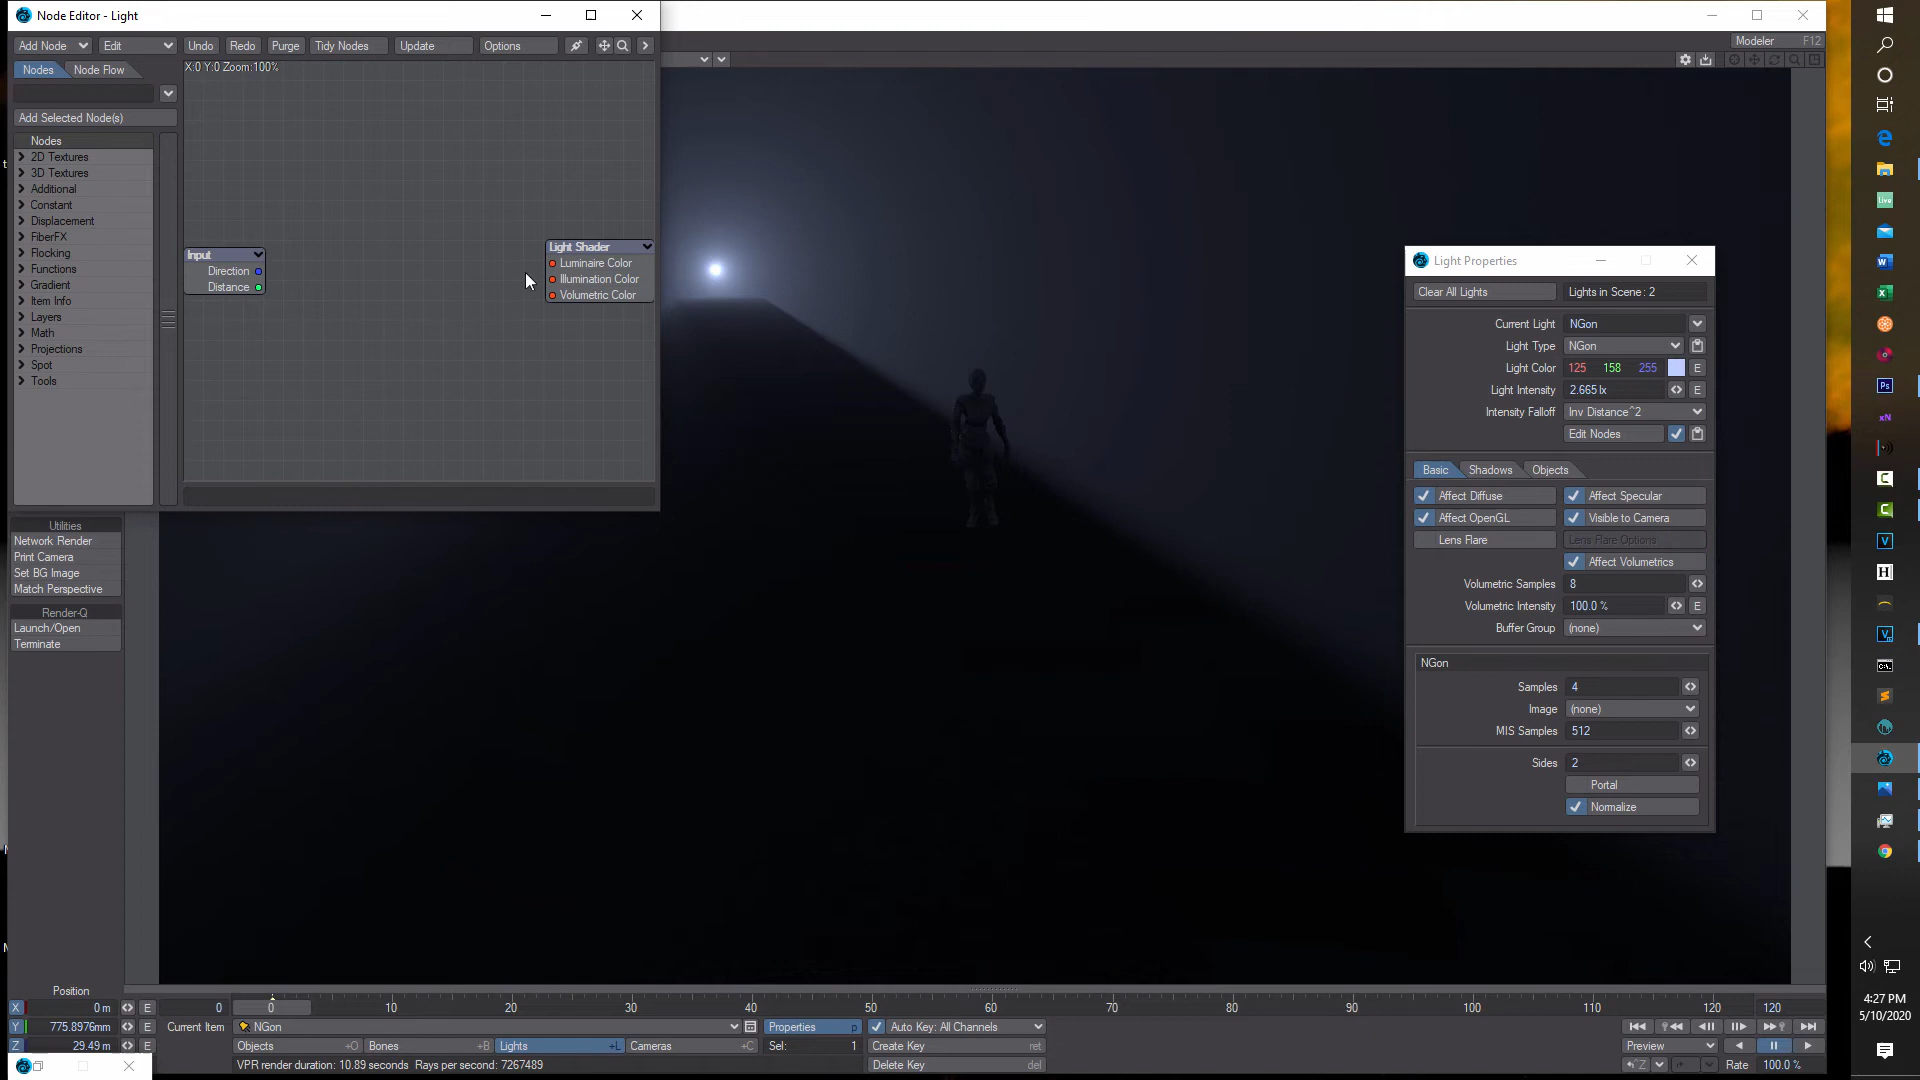 Node Editor - Light
Add Node
Edit
Undo
Redo
Purge
Tidy Nodes
Update
Options
Nodes
Node Flow
X:0 Y:0 Zoom:100%
Add Selected Node(s)
Nodes
2D Textures
3D Textures
Additional
Constant
Displacement
FiberFX
Flocking
Functions
Gradient
Item Info
Layers
Math
Projections
Spot
Tools
Input
Direction
Distance
Light Shader
Luminaire Color
Illumination Color
Volumetric Color
Modeler F12
Light Properties
Clear All Lights
Lights in Scene: 2
Current Light NGon
Light Type NGon
Light Color 125 158 255 E
Light Intensity 2.665 lx E
Intensity Falloff Inv Distance^2
Edit Nodes
Basic Shadows Objects
Affect Diffuse Affect Specular
Affect OpenGL Visible to Camera
Lens Flare Lens Flare Options
Affect Volumetrics
Volumetric Samples 8
Volumetric Intensity 100.0 % E
Buffer Group (none)
NGon
Samples 4
Image (none)
MIS Samples 512
Sides 2
Portal
Normalize
Utilities
Network Render
Print Camera
Set BG Image
Match Perspective
Render-Q
Launch/Open
Terminate
Position
X 0 m E
Y 775.8976mm E
Z 29.49 m E
0 0 10 20 30 40 50 60 70 80 90 100 110 120 120
Current Item NGon
Properties p
Auto Key: All Channels
Objects +O
Bones +B
Lights +L
Cameras +C
Sel: 1
Create Key ret
Delete Key del
VPR render duration: 10.89 seconds Rays per second: 7267489
Preview
Rate 100.0 %
4:27 PM
5/10/2020